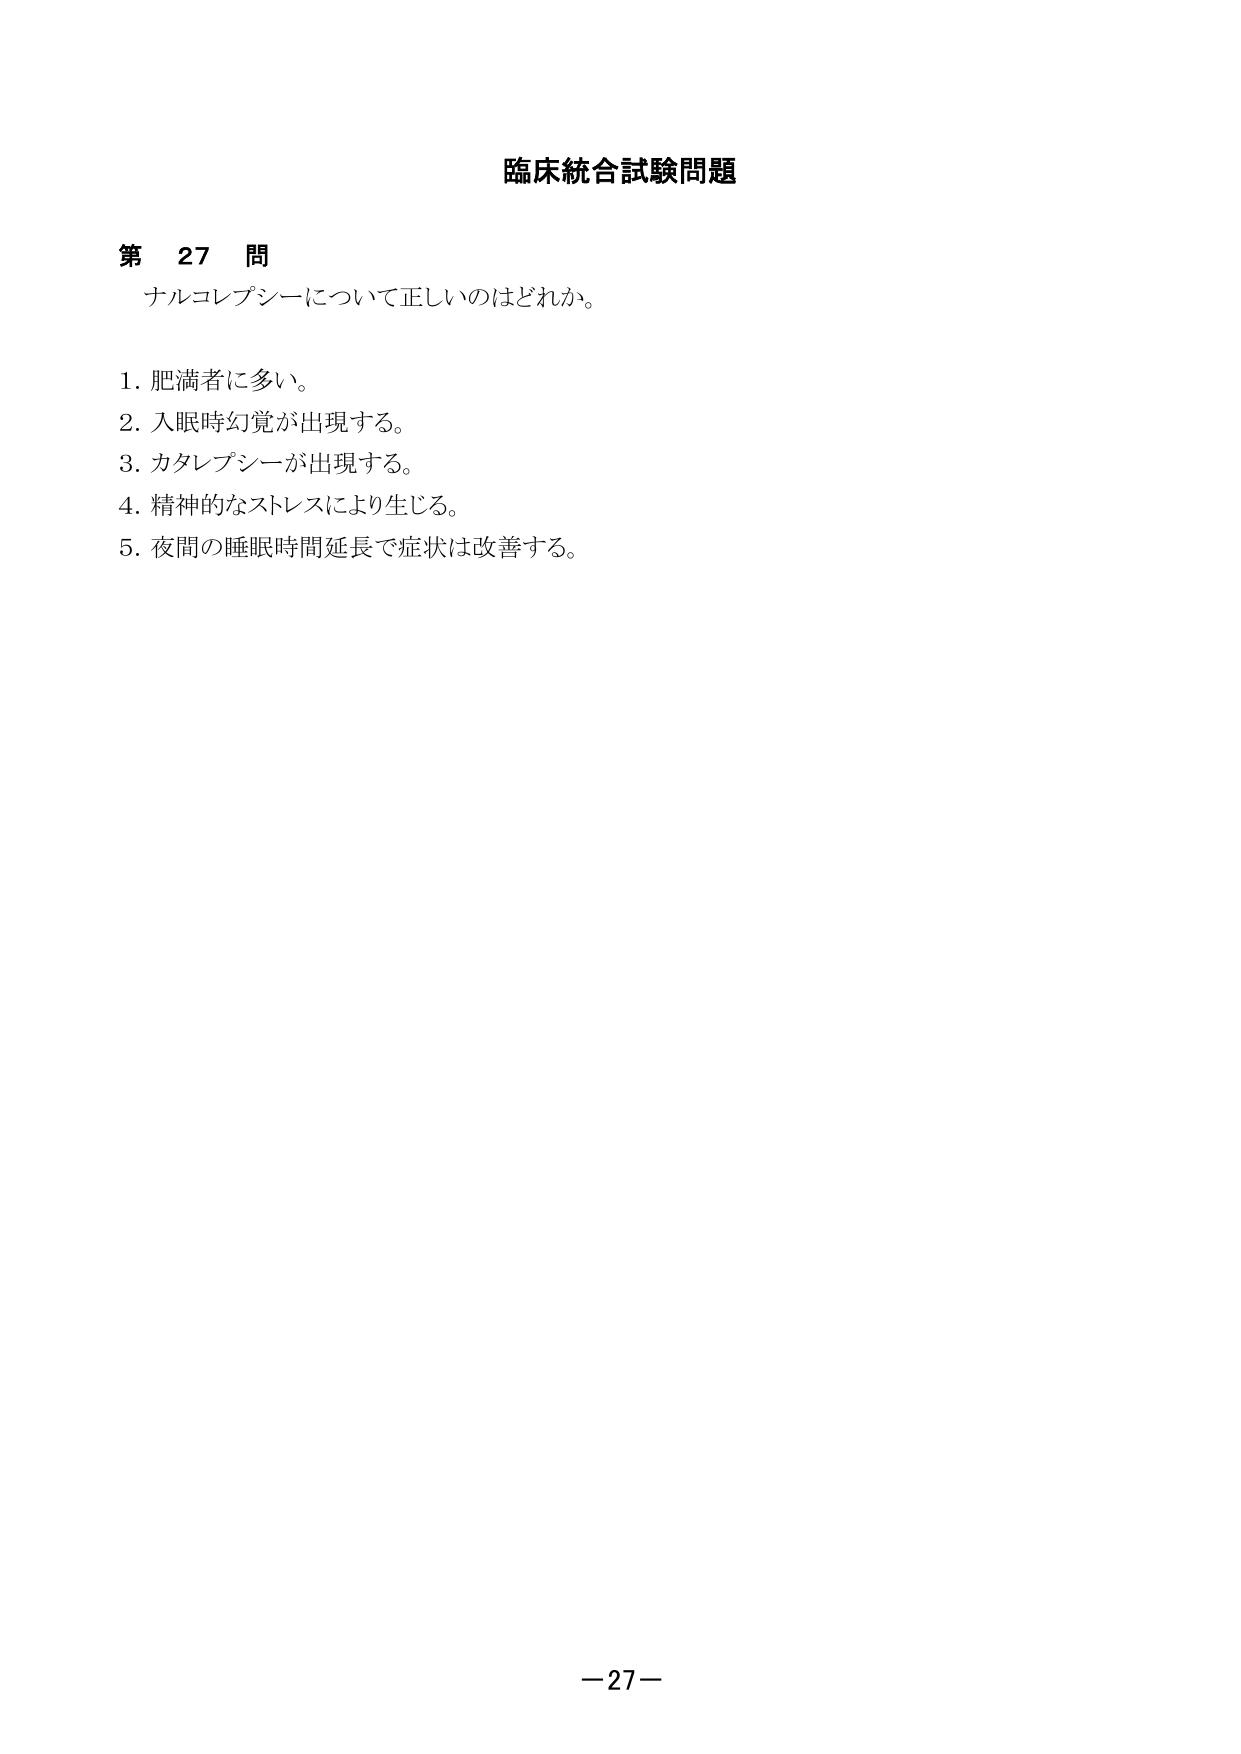 臨床統合試験問題
第 27 問
ナルコレプシーについて正しいのはどれか。
1. 肥満者に多い。
2. 入眠時幻覚が出現する。
3. カタレプシーが出現する。
4. 精神的なストレスにより生じる。
5. 夜間の睡眠時間延長で症状は改善する。
―27―